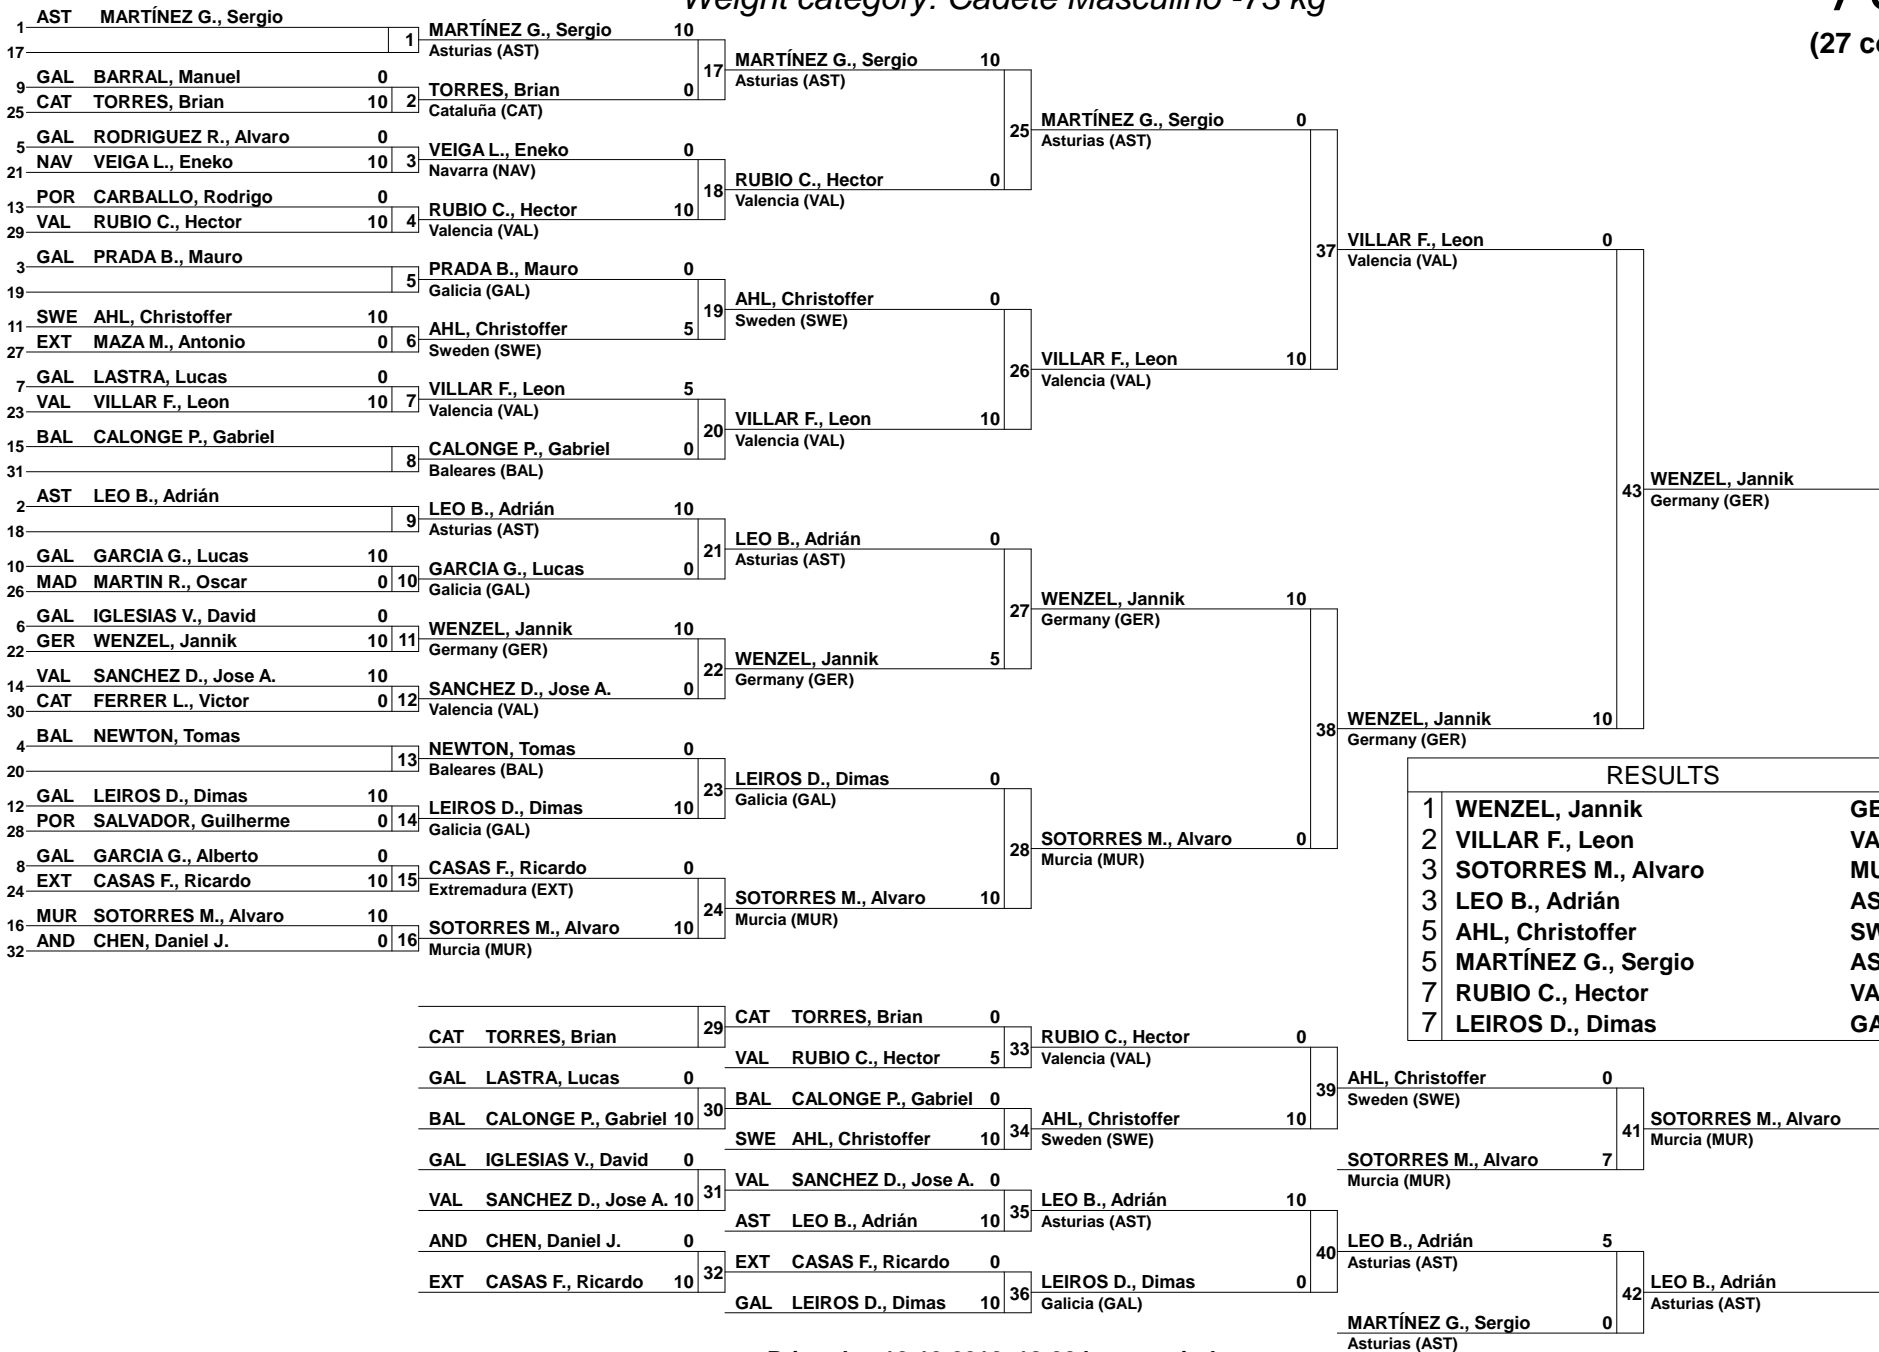 Weight category: Cadete Masculino -73 kg
(27
1 AST MARTÍNEZ G., Sergio
17
1
9 GAL BARRAL, Manuel 0
25 CAT TORRES, Brian 10 2
5 GAL RODRIGUEZ R., Alvaro 0
21 NAV VEIGA L., Eneko 10 3
13 POR CARBALLO, Rodrigo 0
29 VAL RUBIO C., Hector 10 4
3 GAL PRADA B., Mauro
19
5
11 SWE AHL, Christoffer 10
27 EXT MAZA M., Antonio 0 6
7 GAL LASTRA, Lucas 0
23 VAL VILLAR F., Leon 10 7
15 BAL CALONGE P., Gabriel
31
8
2 AST LEO B., Adrián
18
9
10 GAL GARCIA G., Lucas 10
26 MAD MARTIN R., Oscar 0 10
6 GAL IGLESIAS V., David 0
22 GER WENZEL, Jannik 10 11
14 VAL SANCHEZ D., Jose A. 10
30 CAT FERRER L., Victor 0 12
4 BAL NEWTON, Tomas
20
13
12 GAL LEIROS D., Dimas 10
28 POR SALVADOR, Guilherme 0 14
8 GAL GARCIA G., Alberto 0
24 EXT CASAS F., Ricardo 10 15
16 MUR SOTORRES M., Alvaro 10
32 AND CHEN, Daniel J. 0 16
MARTÍNEZ G., Sergio 10
Asturias (AST)
17
TORRES, Brian 0
Cataluña (CAT)
VEIGA L., Eneko 0
Navarra (NAV)
18
RUBIO C., Hector 10
Valencia (VAL)
PRADA B., Mauro 0
Galicia (GAL)
19
AHL, Christoffer 5
Sweden (SWE)
VILLAR F., Leon 5
Valencia (VAL)
20
CALONGE P., Gabriel 0
Baleares (BAL)
LEO B., Adrián 10
Asturias (AST)
21
GARCIA G., Lucas 0
Galicia (GAL)
WENZEL, Jannik 10
Germany (GER)
22
SANCHEZ D., Jose A. 0
Valencia (VAL)
NEWTON, Tomas 0
Baleares (BAL)
23
LEIROS D., Dimas 10
Galicia (GAL)
CASAS F., Ricardo 0
Extremadura (EXT)
24
SOTORRES M., Alvaro 10
Murcia (MUR)
MARTÍNEZ G., Sergio 10
Asturias (AST)
25
RUBIO C., Hector 0
Valencia (VAL)
AHL, Christoffer 0
Sweden (SWE)
26
VILLAR F., Leon 10
Valencia (VAL)
LEO B., Adrián 0
Asturias (AST)
27
WENZEL, Jannik 5
Germany (GER)
LEIROS D., Dimas 0
Galicia (GAL)
28
SOTORRES M., Alvaro 10
Murcia (MUR)
MARTÍNEZ G., Sergio 0
Asturias (AST)
37
VILLAR F., Leon 10
Valencia (VAL)
WENZEL, Jannik 10
Germany (GER)
38
SOTORRES M., Alvaro 0
Murcia (MUR)
VILLAR F., Leon 0
Valencia (VAL)
43
WENZEL, Jannik 10
Germany (GER)
WENZEL, Jannik
Germany (GER)
RESULTS
1 WENZEL, Jannik
2 VILLAR F., Leon
3 SOTORRES M., Alvaro
3 LEO B., Adrián
5 AHL, Christoffer
5 MARTÍNEZ G., Sergio
7 RUBIO C., Hector
7 LEIROS D., Dimas
29
CAT TORRES, Brian
GAL LASTRA, Lucas 0
30
BAL CALONGE P., Gabriel 10
GAL IGLESIAS V., David 0
31
VAL SANCHEZ D., Jose A. 10
AND CHEN, Daniel J. 0
32
EXT CASAS F., Ricardo 10
CAT TORRES, Brian 0
33
VAL RUBIO C., Hector 5
BAL CALONGE P., Gabriel 0
34
SWE AHL, Christoffer 10
VAL SANCHEZ D., Jose A. 0
35
AST LEO B., Adrián 10
EXT CASAS F., Ricardo 0
36
GAL LEIROS D., Dimas 10
RUBIO C., Hector 0
Valencia (VAL)
39
AHL, Christoffer 10
Sweden (SWE)
LEO B., Adrián 10
Asturias (AST)
40
LEIROS D., Dimas 0
Galicia (GAL)
AHL, Christoffer 0
Sweden (SWE)
41
SOTORRES M., Alvaro 7
Murcia (MUR)
LEO B., Adrián 5
Asturias (AST)
42
MARTÍNEZ G., Sergio 0
Asturias (AST)
SOTORRES M., Alvaro
Murcia (MUR)
LEO B., Adrián
Asturias (AST)